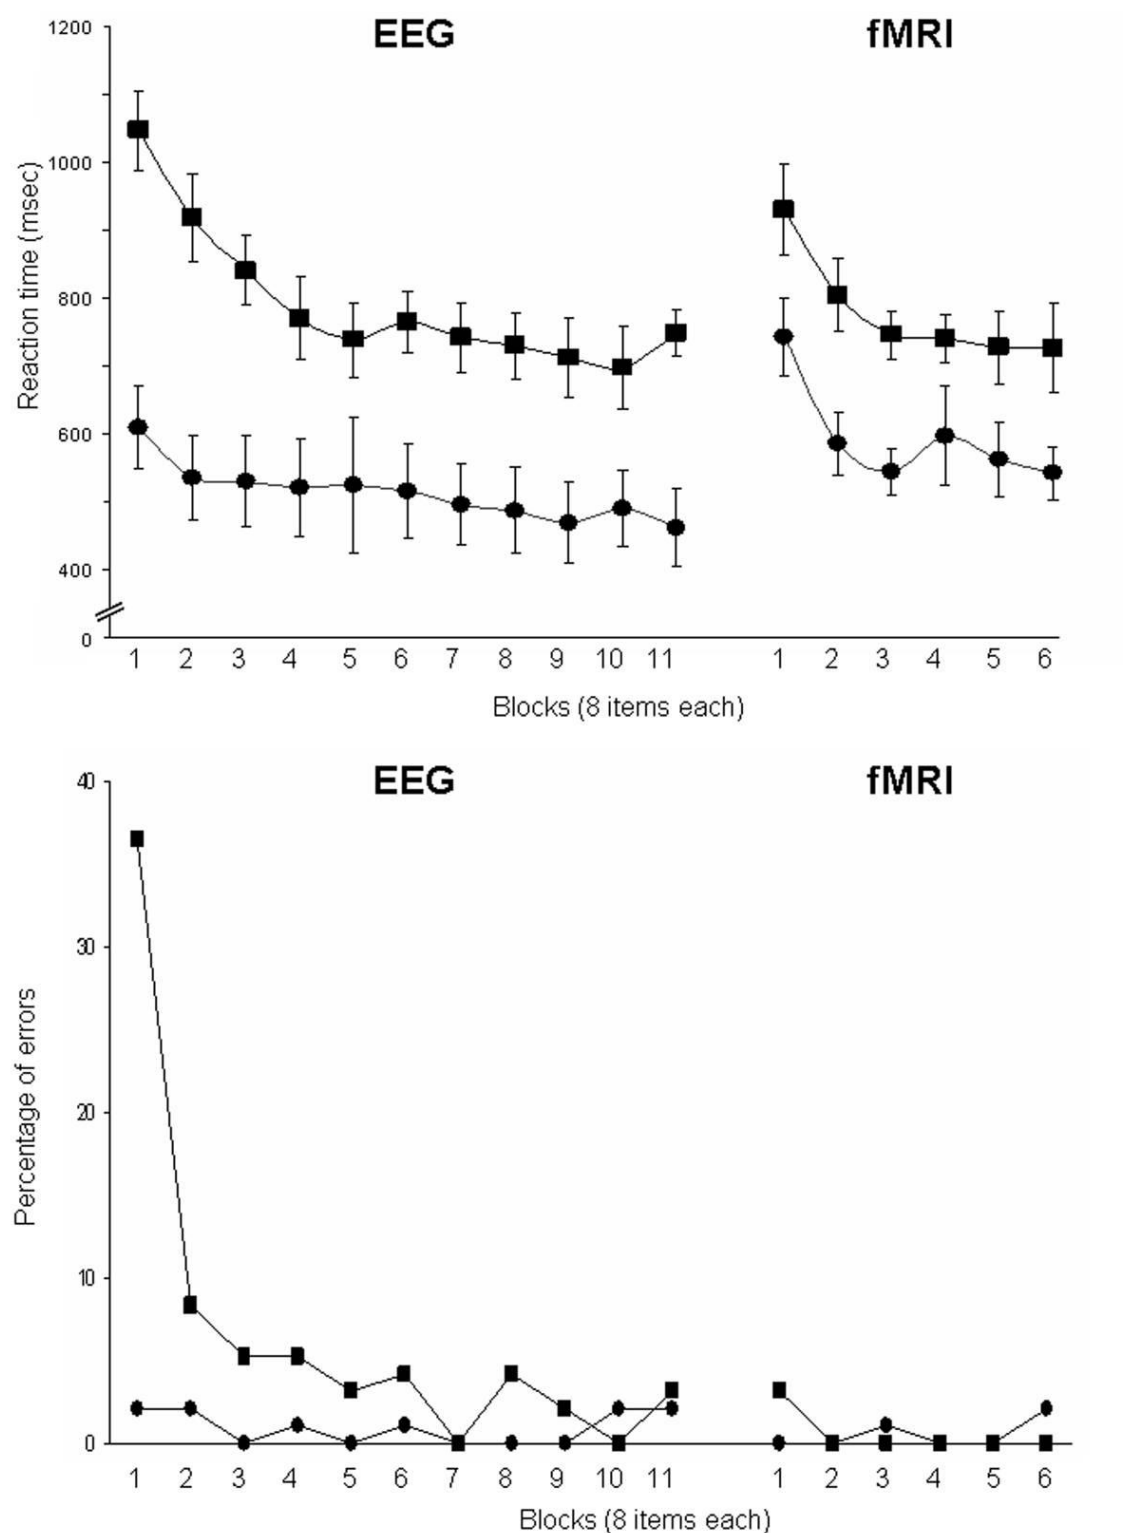 EEG fMRI
1200
1000
800
600
400
0
Reaction time (msec)
1 2 3 4 5 6 7 8 9 10 11 1 2 3 4 5 6
Blocks (8 items each)
EEG fMRI
40
30
20
10
0
Percentage of errors
1 2 3 4 5 6 7 8 9 10 11 1 2 3 4 5 6
Blocks (8 items each)